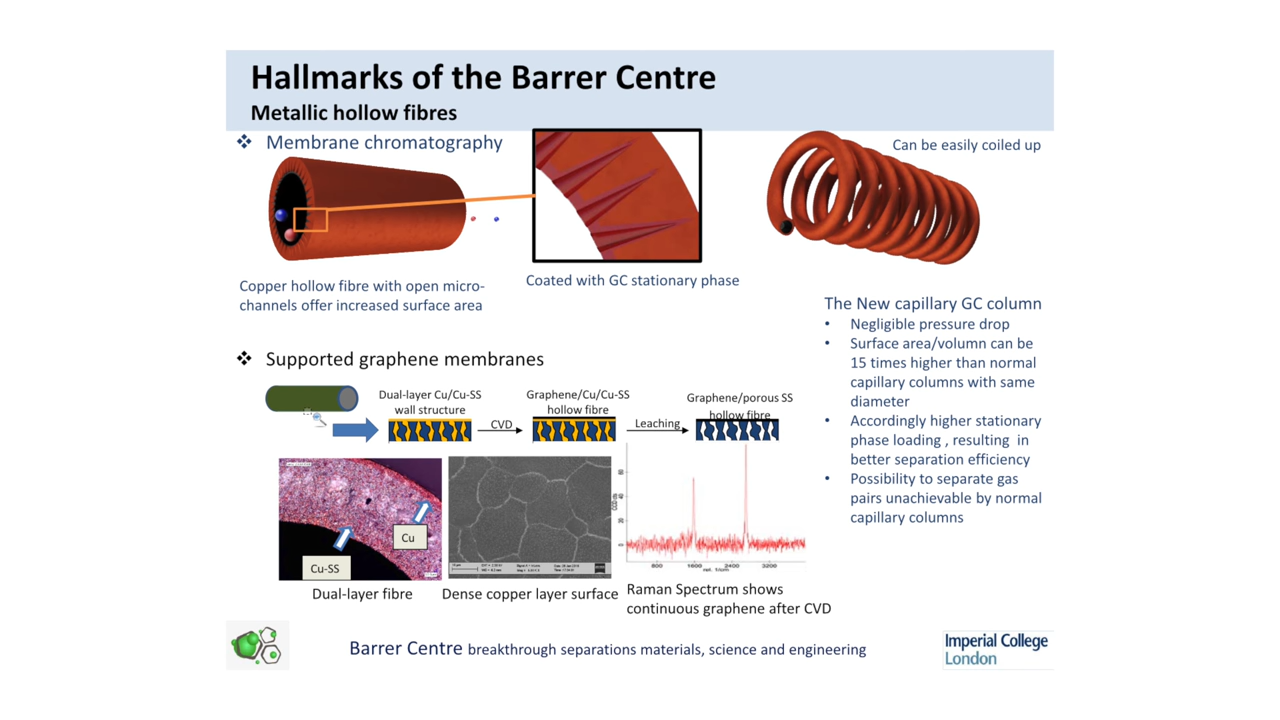 Hallmarks of the Barrer Centre
Metallic hollow fibres
❖ Membrane chromatography
Can be easily coiled up
Copper hollow fibre with open micro-
channels offer increased surface area
Coated with GC stationary phase
The New capillary GC column
• Negligible pressure drop
• Surface area/volumn can be
15 times higher than normal
capillary columns with same
diameter
• Accordingly higher stationary
phase loading , resulting in
better separation efficiency
• Possibility to separate gas
pairs unachievable by normal
capillary columns
❖ Supported graphene membranes
Dual-layer Cu/Cu-SS
wall structure
CVD
Graphene/Cu/Cu-SS
hollow fibre
Leaching
Graphene/porous SS
hollow fibre
Cu
Cu-SS
800 1600 2400 3200
Dual-layer fibre
Dense copper layer surface
Raman Spectrum shows
continuous graphene after CVD
Barrer Centre breakthrough separations materials, science and engineering
Imperial College
London